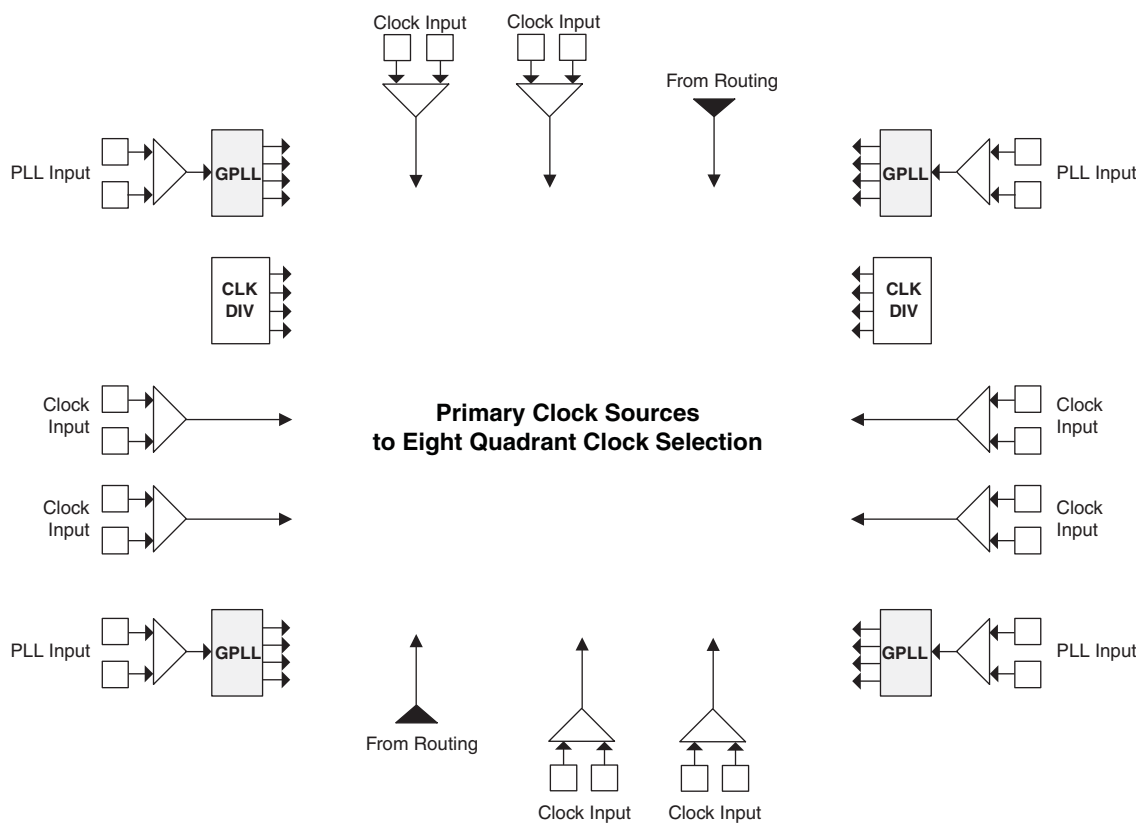 Clock Input
Clock Input
From Routing
PLL Input
GPLL
GPLL
PLL Input
CLK
DIV
CLK
DIV
Clock
Input
Primary Clock Sources
to Eight Quadrant Clock Selection
Clock
Input
Clock
Input
Clock
Input
PLL Input
GPLL
GPLL
PLL Input
From Routing
Clock Input
Clock Input